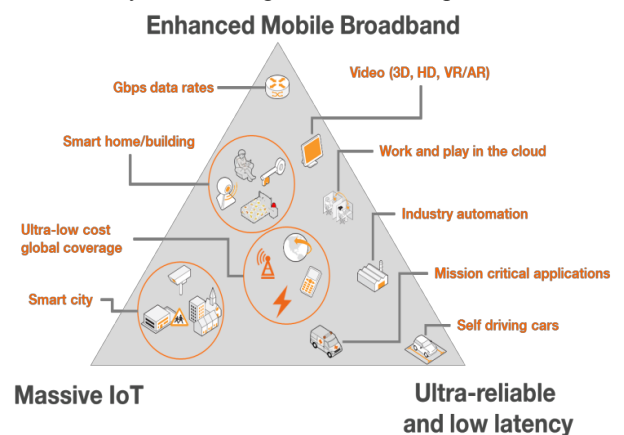 Enhanced Mobile Broadband
Video (3D, HD, VR/AR)
Gbps data rates
Smart home/building
Work and play in the cloud
Industry automation
Ultra-low cost
global coverage
Mission critical applications
Smart city
Self driving cars
Massive IoT
Ultra-reliable
and low latency